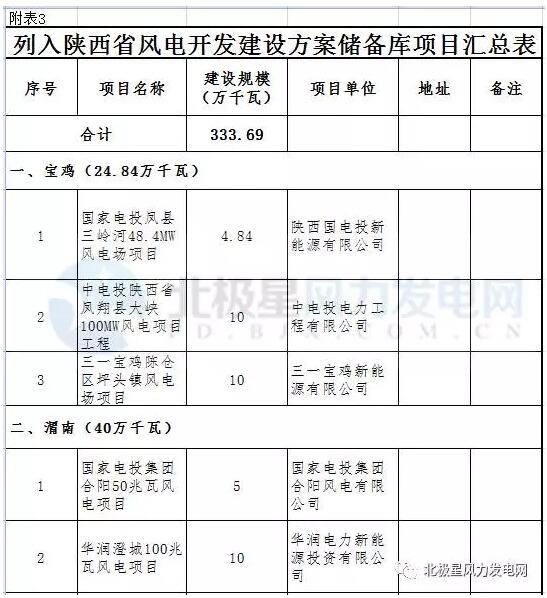 附表3
列入陕西省风电开发建设方案储备库项目汇总表
序号 项目名称 建设规模（万千瓦） 项目单位 地址 备注
合计 333.69
一、宝鸡（24.84万千瓦）
1 国家电投凤县三岭河48.4MW风电场项目 4.84 陕西国电投新能源有限公司
2 中电投陕西省凤翔县大峡100MW风电项目工程 10 中电投电力工程有限公司
3 三一宝鸡陈仓区坪头镇风电场项目 10 三一宝鸡新能源有限公司
二、渭南（40万千瓦）
1 国家电投集团合阳50兆瓦风电项目 5 国家电投集团合阳风电有限公司
2 华润澄城100兆瓦风电项目 10 华润电力新能源投资有限公司
北极星风力发电网
FD.BJX.COM.CN
北极星风力发电网